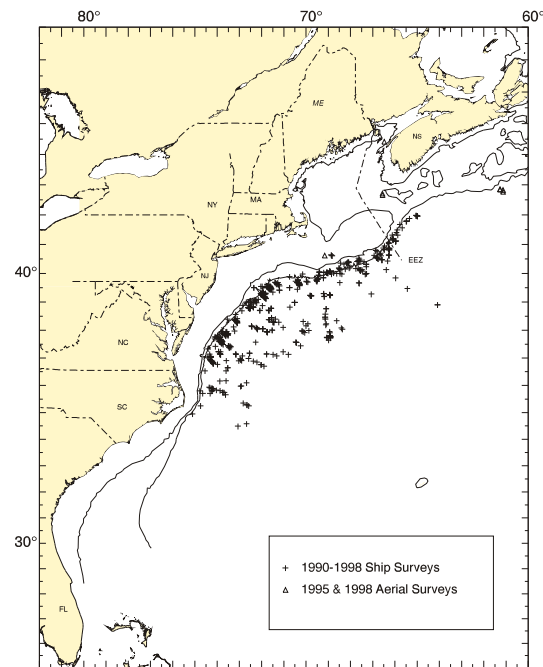 80° 70° 60°
ME
NS
NY MA
EEZ
40°
NJ
NC
SC
1990-1998 Ship Surveys
30°
1995 & 1998 Aerial Surveys
FL